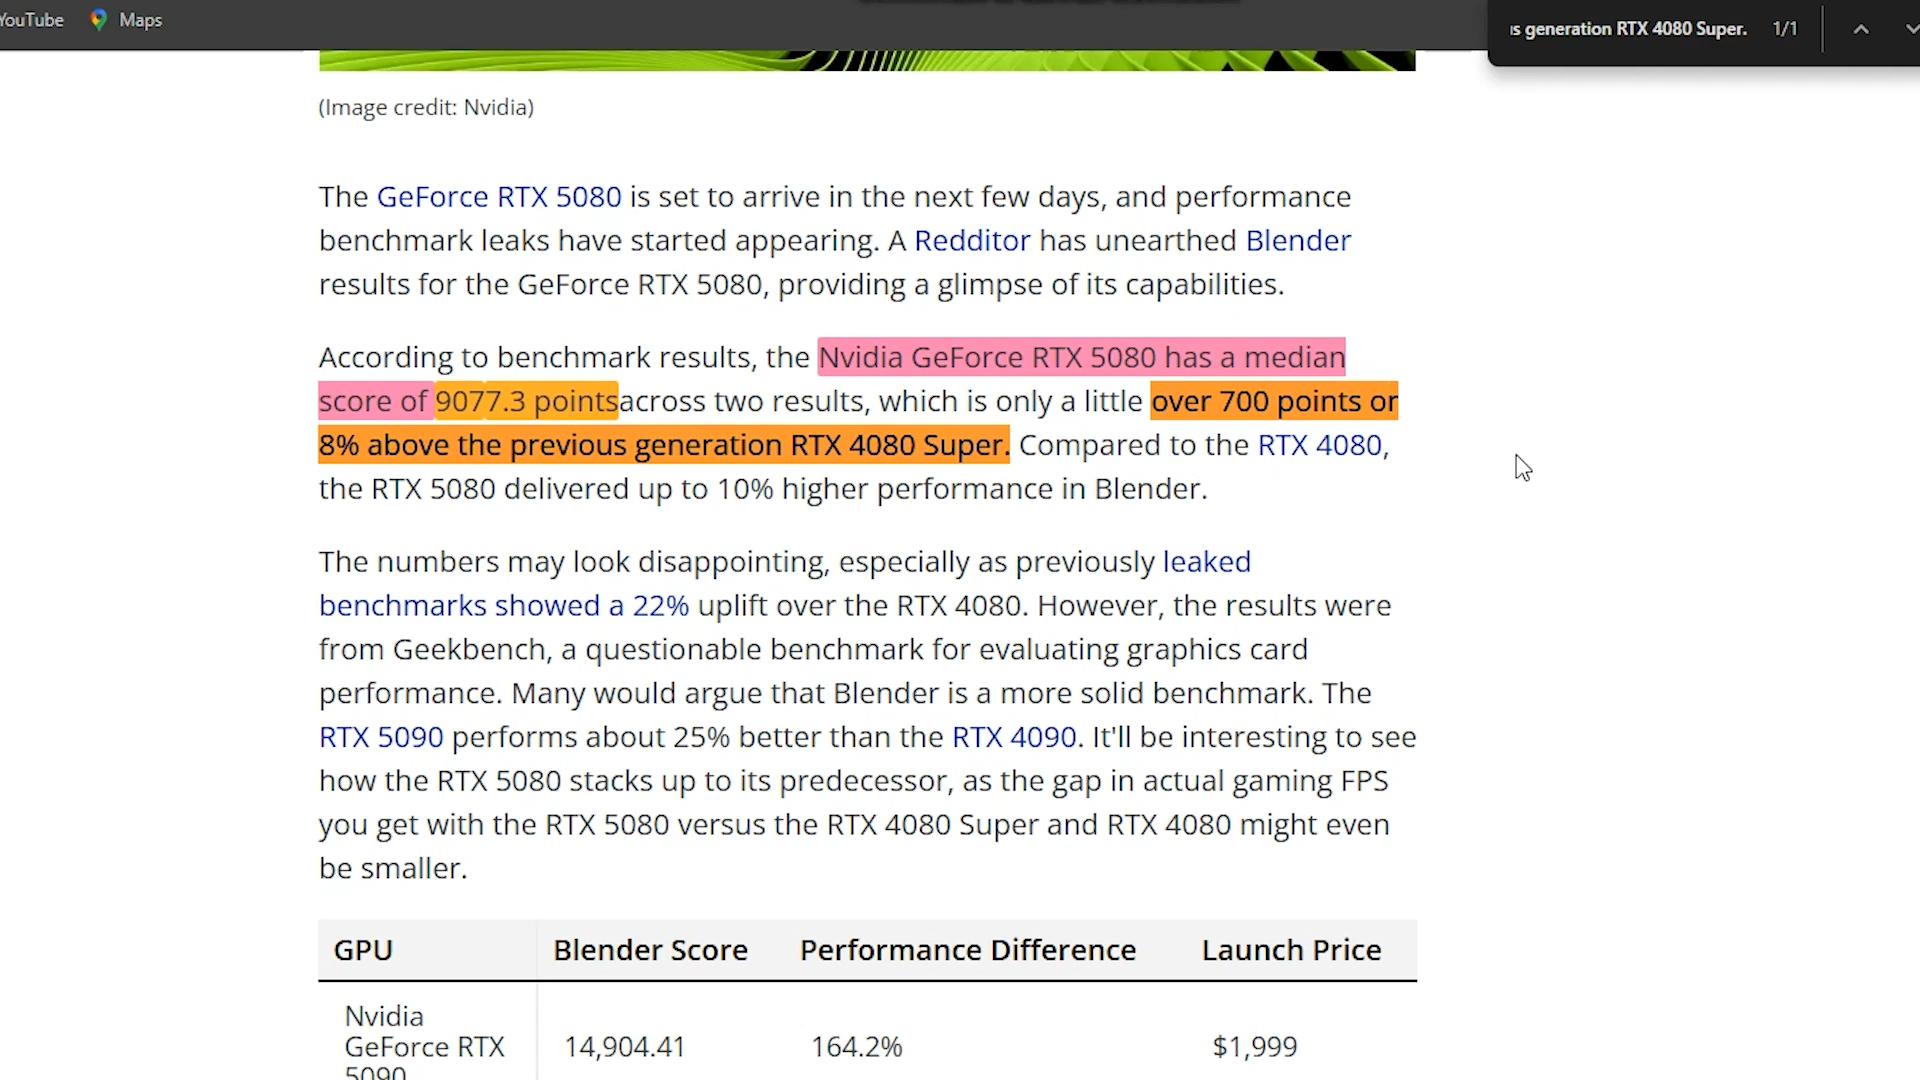 YouTube Maps
s generation RTX 4080 Super. 1/1
(Image credit: Nvidia)
The GeForce RTX 5080 is set to arrive in the next few days, and performance
benchmark leaks have started appearing. A Redditor has unearthed Blender
results for the GeForce RTX 5080, providing a glimpse of its capabilities.
According to benchmark results, the Nvidia GeForce RTX 5080 has a median
score of 9077.3 pointsacross two results, which is only a little over 700 points or
8% above the previous generation RTX 4080 Super. Compared to the RTX 4080,
the RTX 5080 delivered up to 10% higher performance in Blender.
The numbers may look disappointing, especially as previously leaked
benchmarks showed a 22% uplift over the RTX 4080. However, the results were
from Geekbench, a questionable benchmark for evaluating graphics card
performance. Many would argue that Blender is a more solid benchmark. The
RTX 5090 performs about 25% better than the RTX 4090. It'll be interesting to see
how the RTX 5080 stacks up to its predecessor, as the gap in actual gaming FPS
you get with the RTX 5080 versus the RTX 4080 Super and RTX 4080 might even
be smaller.
GPU Blender Score Performance Difference Launch Price
Nvidia
GeForce RTX 14,904.41 164.2% $1,999
5090